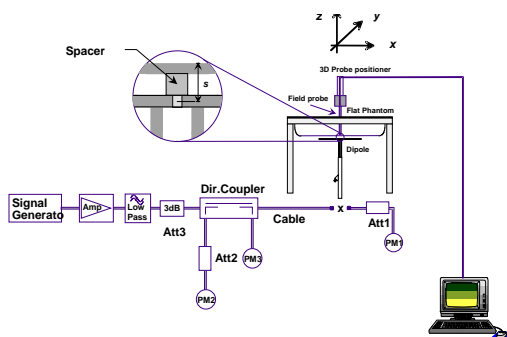 z
y
x
Spacer
s
3D Probe positioner
Field probe
Flat Phantom
Dipole
Dir.Coupler
Signal
Generato
Amp
Low
Pass
3dB
Att3
Cable
x
Att1
Att2
PM3
PM1
PM2